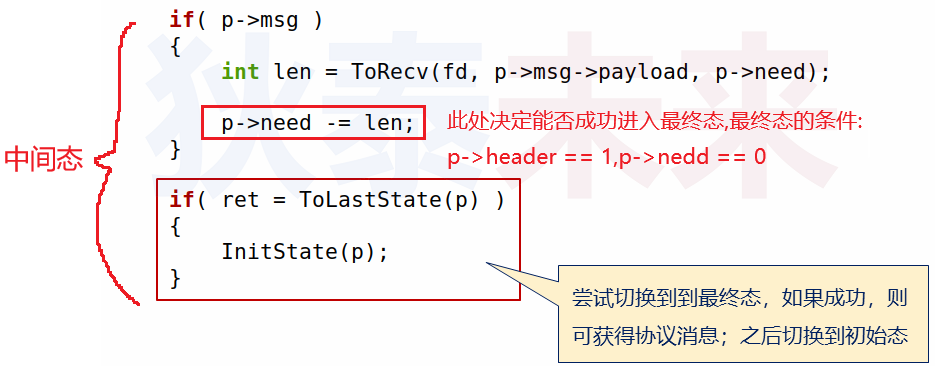 if( p->msg )
{
int len = ToRecv(fd, p->msg->payload, p->need);
p->need -= len;
此处决定能否成功进入最终态,最终态的条件:
p->header == 1,p->nedd == 0
}
中间态
if( ret = ToLastState(p) )
{
InitState(p);
}
尝试切换到到最终态，如果成功，则
可获得协议消息；之后切换到初始态
狄泰未来